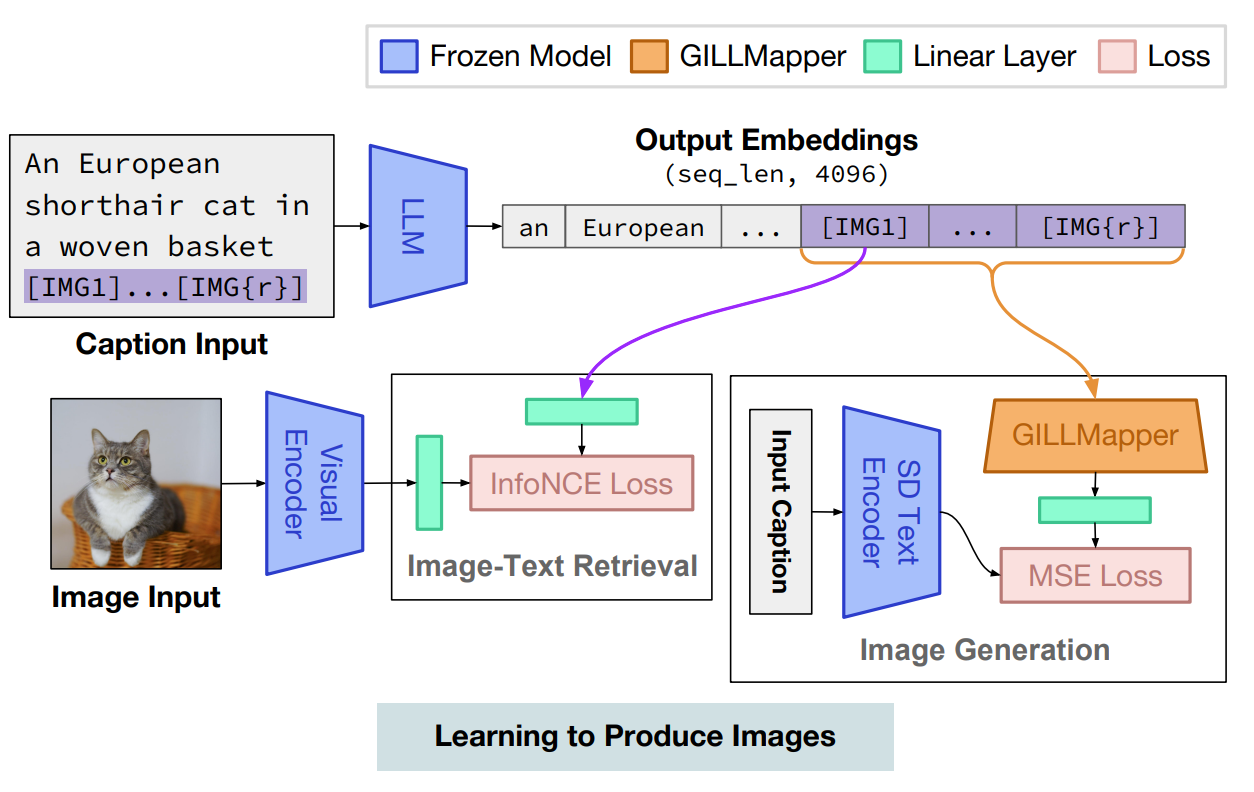 Frozen Model
GILLMapper
Linear Layer
Loss
An European
shorthair cat in
a woven basket
[IMG1]...[IMG{r}]
Caption Input
LLM
Output Embeddings
(seq_len, 4096)
an
European
...
[IMG1]
...
[IMG{r}]
Image Input
Visual
Encoder
InfoNCE Loss
Image-Text Retrieval
Input Caption
SD Text
Encoder
GILLMapper
MSE Loss
Image Generation
Learning to Produce Images